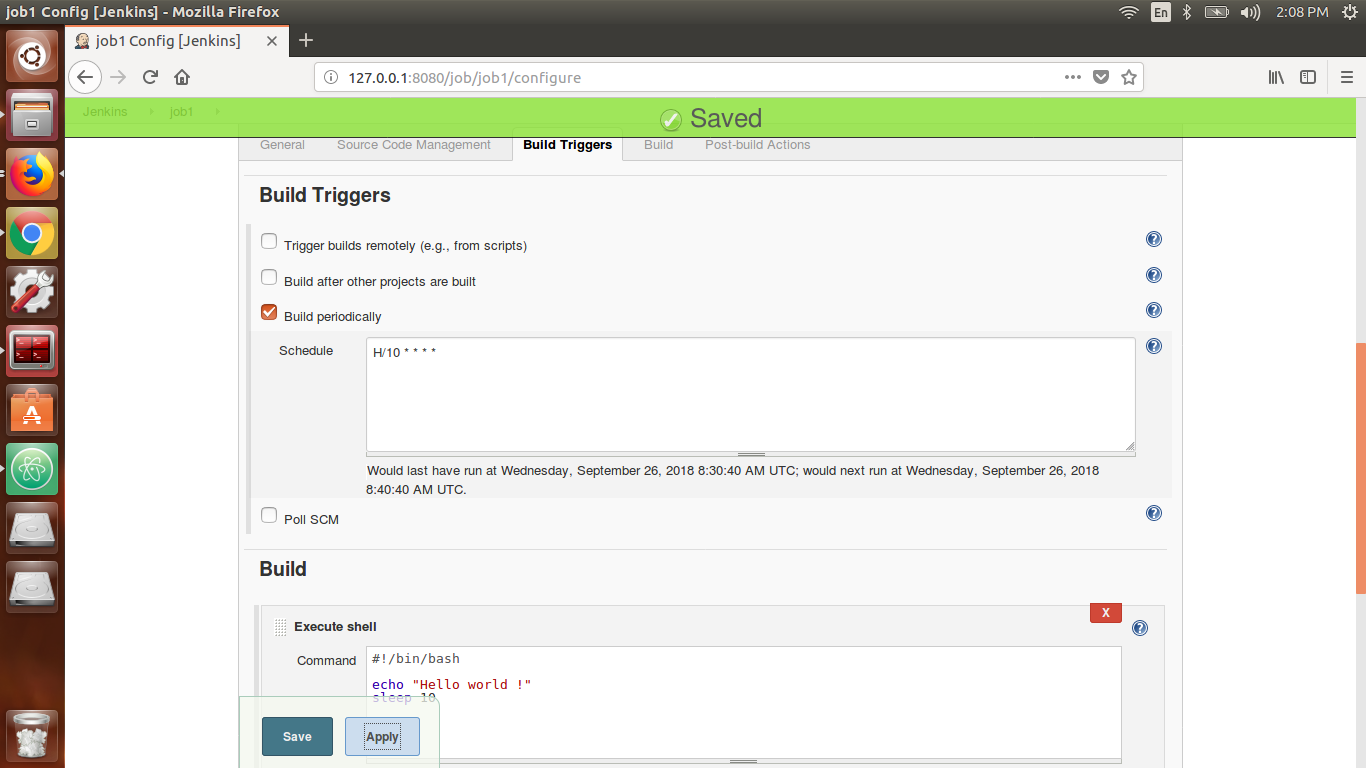 job1 Config [Jenkins] - Mozilla Firefox
En
2:08 PM
job1 Config [Jenkins]
127.0.0.1:8080/job/job1/configure
Jenkins
job1
Saved
General
Source Code Management
Build Triggers
Build
Post-build Actions
Build Triggers
Trigger builds remotely (e.g., from scripts)
Build after other projects are built
Build periodically
Schedule
H/10 * * * *
Would last have run at Wednesday, September 26, 2018 8:30:40 AM UTC; would next run at Wednesday, September 26, 2018
8:40:40 AM UTC.
Poll SCM
Build
X
Execute shell
Command
#!/bin/bash
echo "Hello world !"
sleep 10
Save
Apply